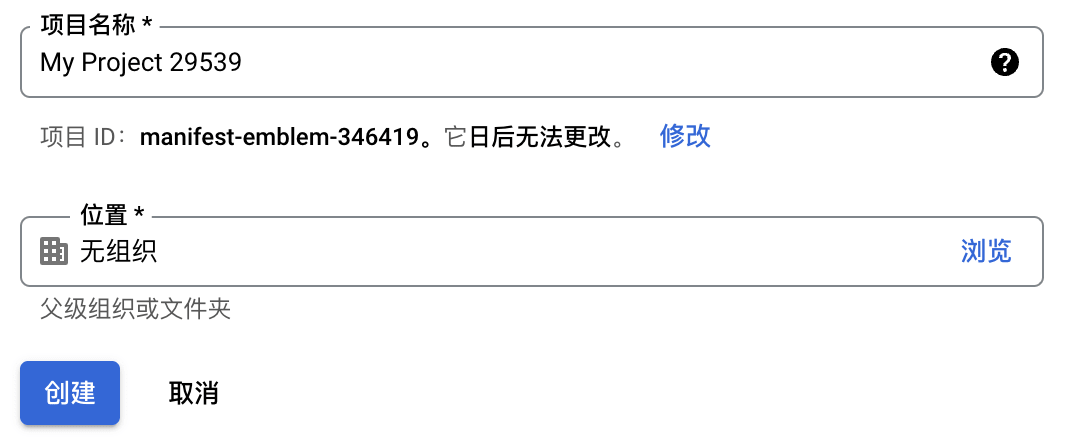 项目名称 *
My Project 29539
项目 ID：manifest-emblem-346419。它日后无法更改。 修改
位置 *
无组织 浏览
父级组织或文件夹
创建 取消